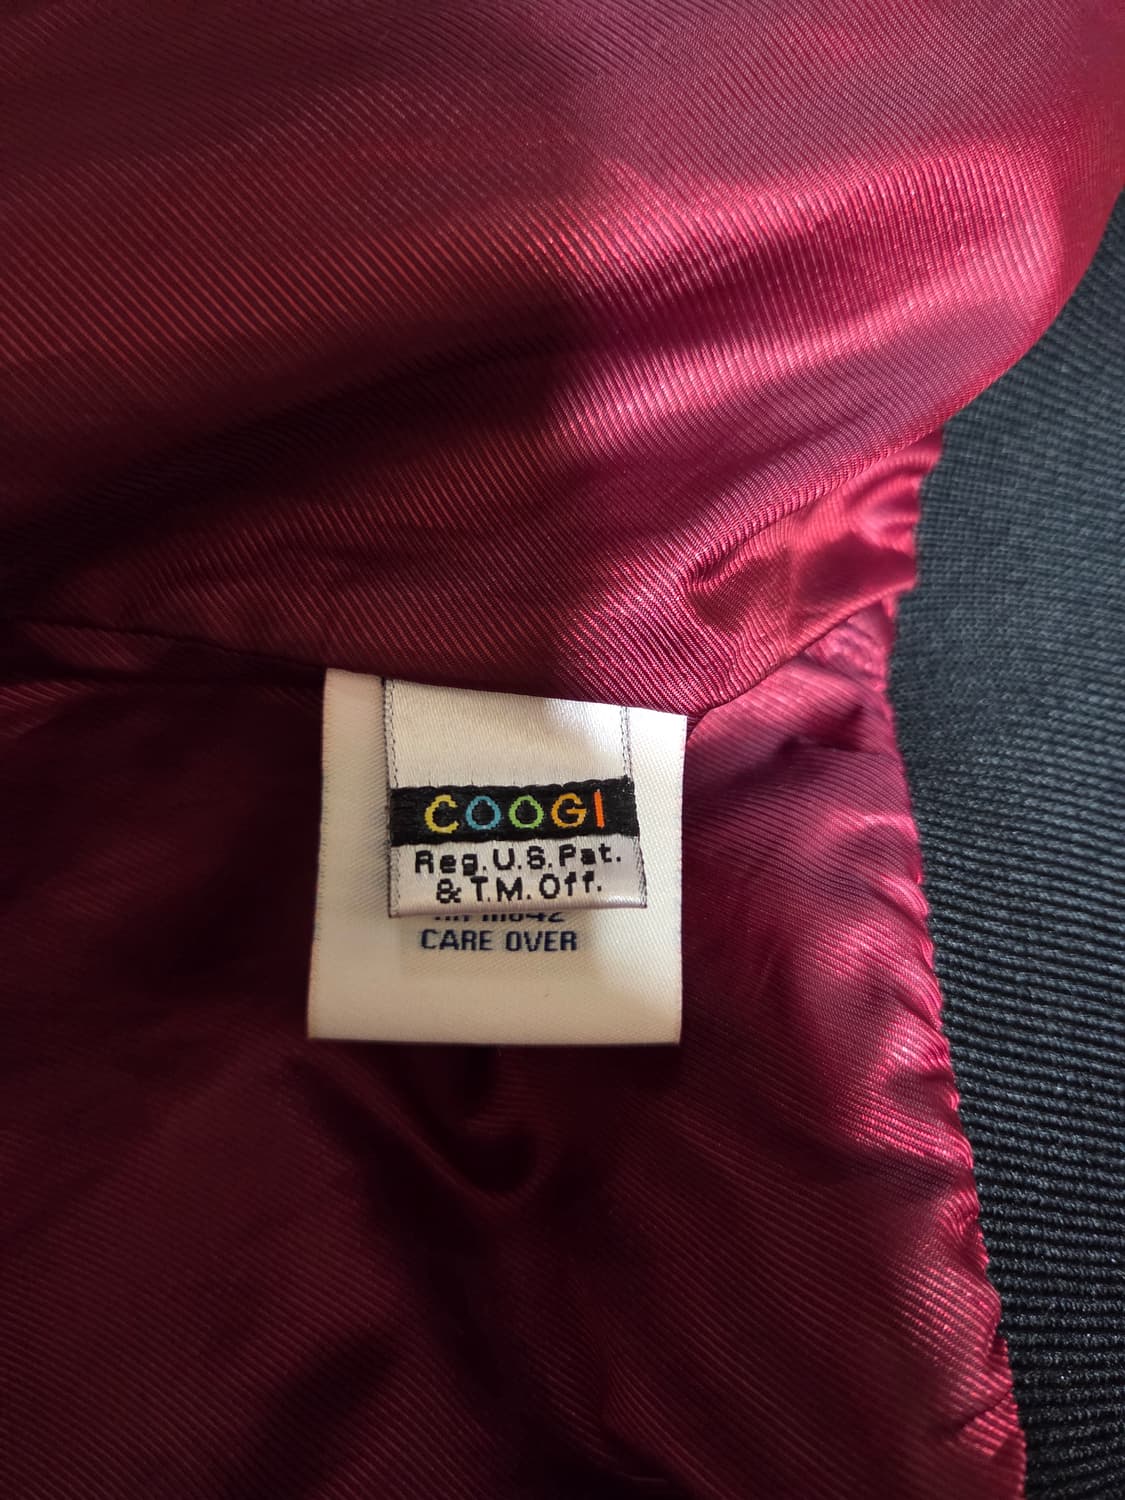 COOGI
Reg. U.S. Pat.
& T.M. Off.
CARE OVER